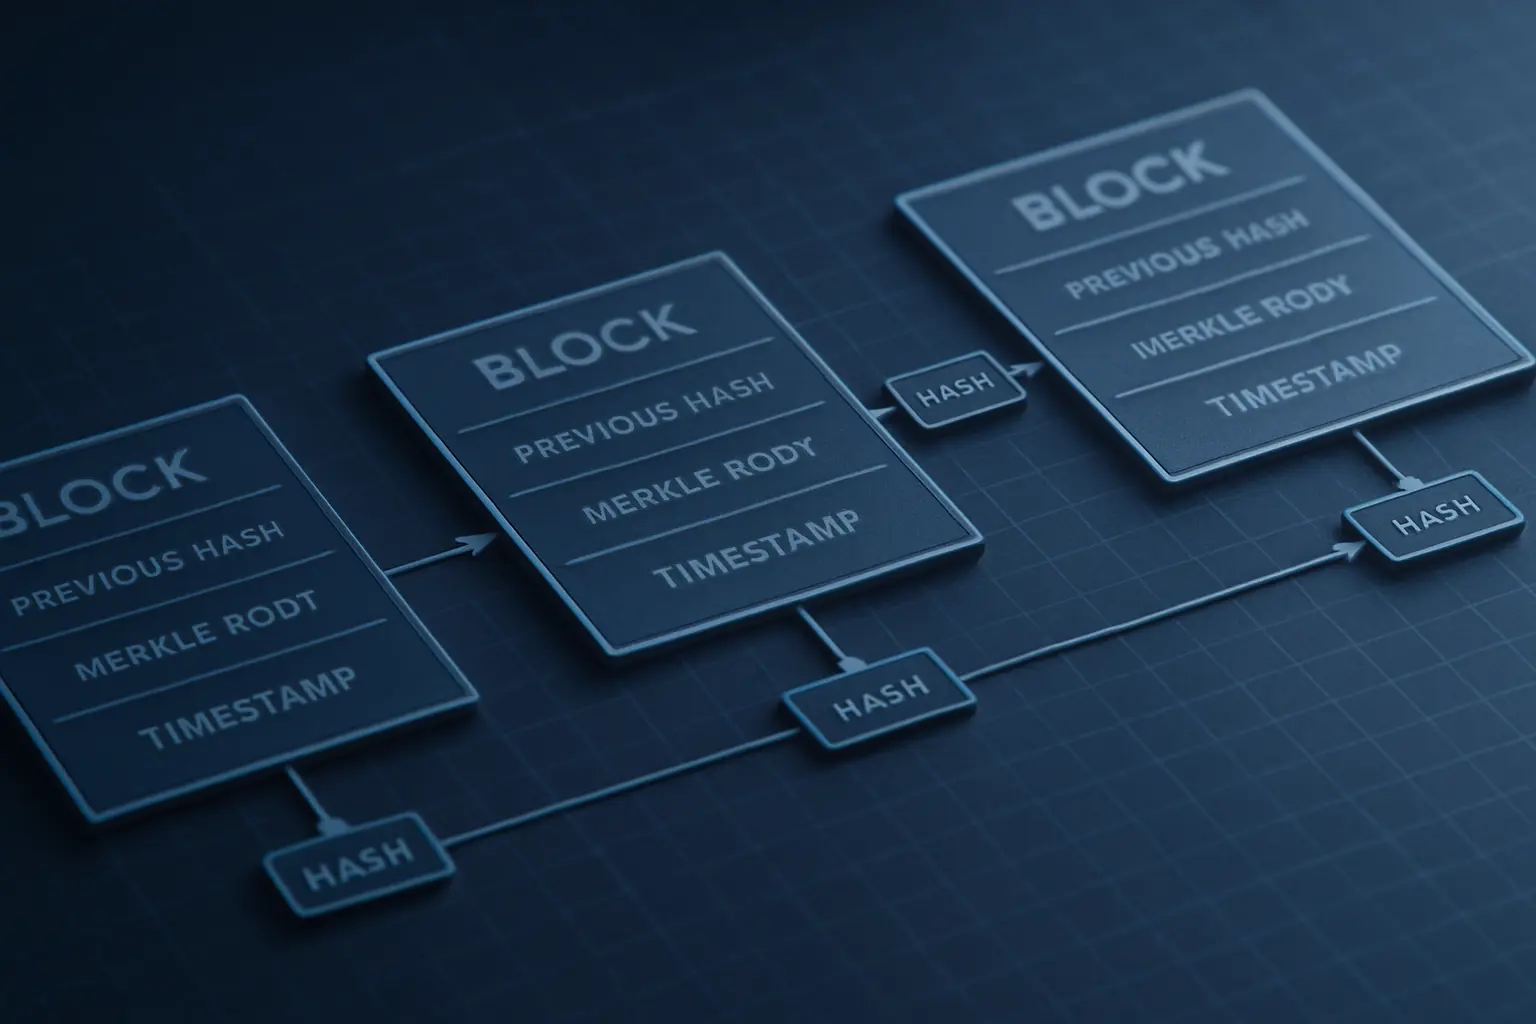 BLOCK
PREVIOUS HASH
MERKLE RODT
TIMESTAMP
HASH
BLOCK
PREVIOUS HASH
MERKLE RODY
TIMESTAMP
HASH
HASH
BLOCK
PREVIOUS HASH
MERKLE RODY
TIMESTAMP
HASH